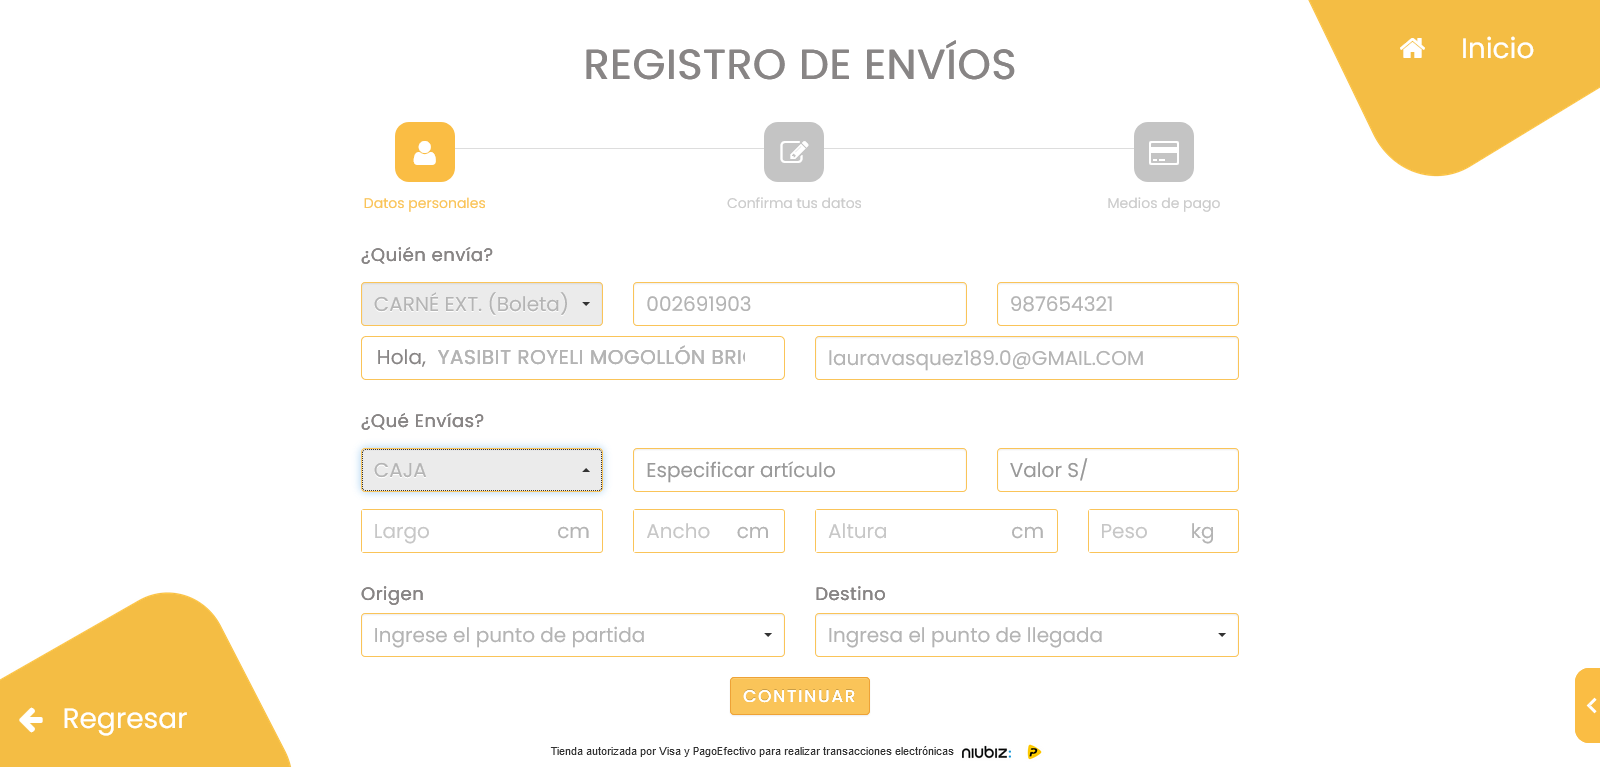 Inicio
REGISTRO DE ENVÍOS
Datos personales
Confirma tus datos
Medios de pago
¿Quién envía?
CARNÉ EXT. (Boleta)
002691903
987654321
Hola, YASIBIT ROYELI MOGOLLÓN
lauravasquez189.0@GMAIL.COM
¿Qué Envías?
CAJA
Especificar artículo
Valor S/
Largo cm
Ancho cm
Altura cm
Peso kg
Origen
Destino
Ingrese el punto de partida
Ingresa el punto de llegada
CONTINUAR
Regresar
Tienda autorizada por Visa y PagoEfectivo para realizar transacciones electrónicas niubiz: